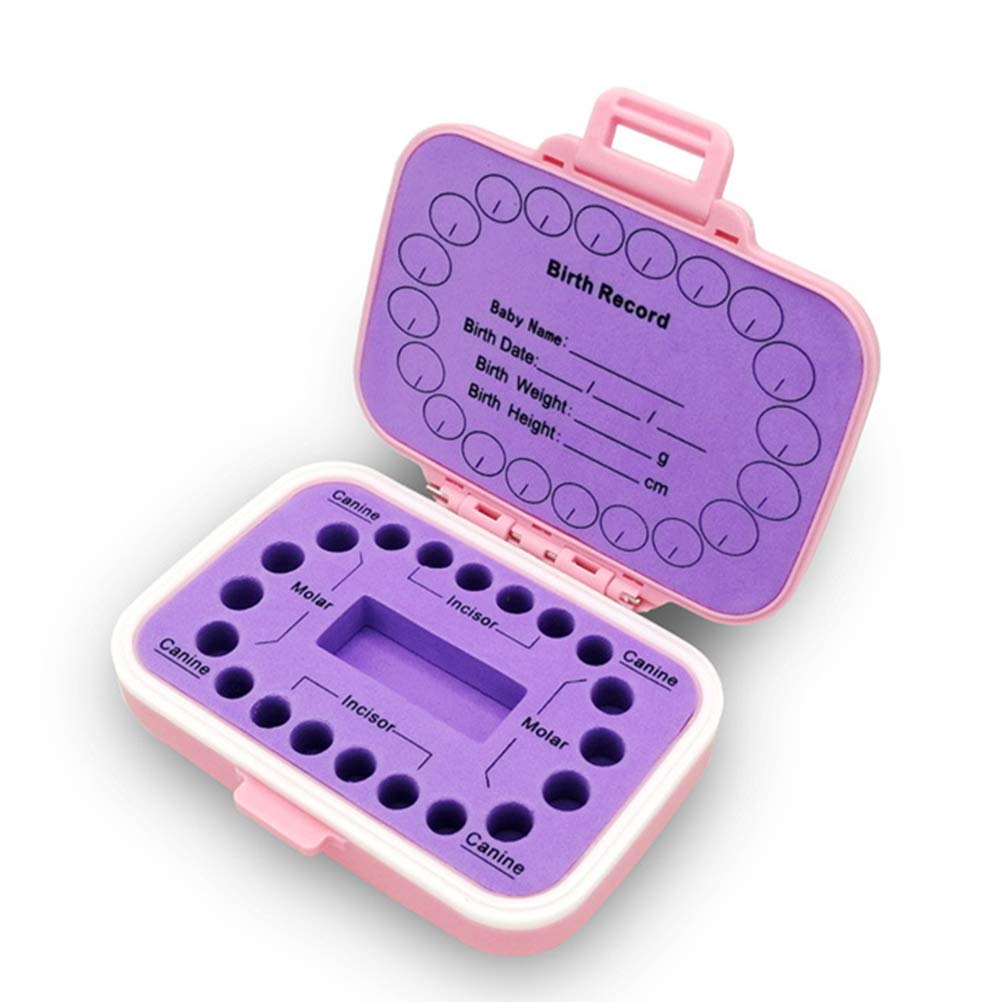 Birth Record
Baby Name:
Birth Date: / /
Birth Weight: g
Birth Height: cm
Canine
Molar
Incisor
Canine
Canine
Incisor
Molar
Canine